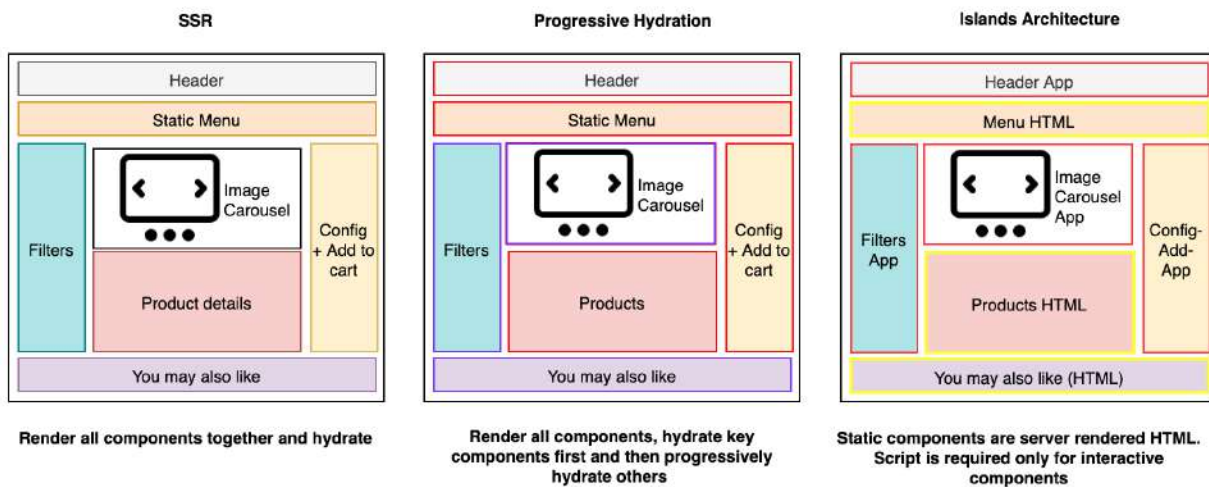 SSR
Header
Static Menu
Filters
Image
Carousel
Config
+ Add to
cart
Product details
You may also like
Render all components together and hydrate
Progressive Hydration
Header
Static Menu
Filters
Image
Carousel
Config
+ Add to
cart
Products
You may also like
Render all components, hydrate key
components first and then progressively
hydrate others
Islands Architecture
Header App
Menu HTML
Filters
App
Image
Carousel
App
Config-
Add-
App
Products HTML
You may also like (HTML)
Static components are server rendered HTML.
Script is required only for interactive
components